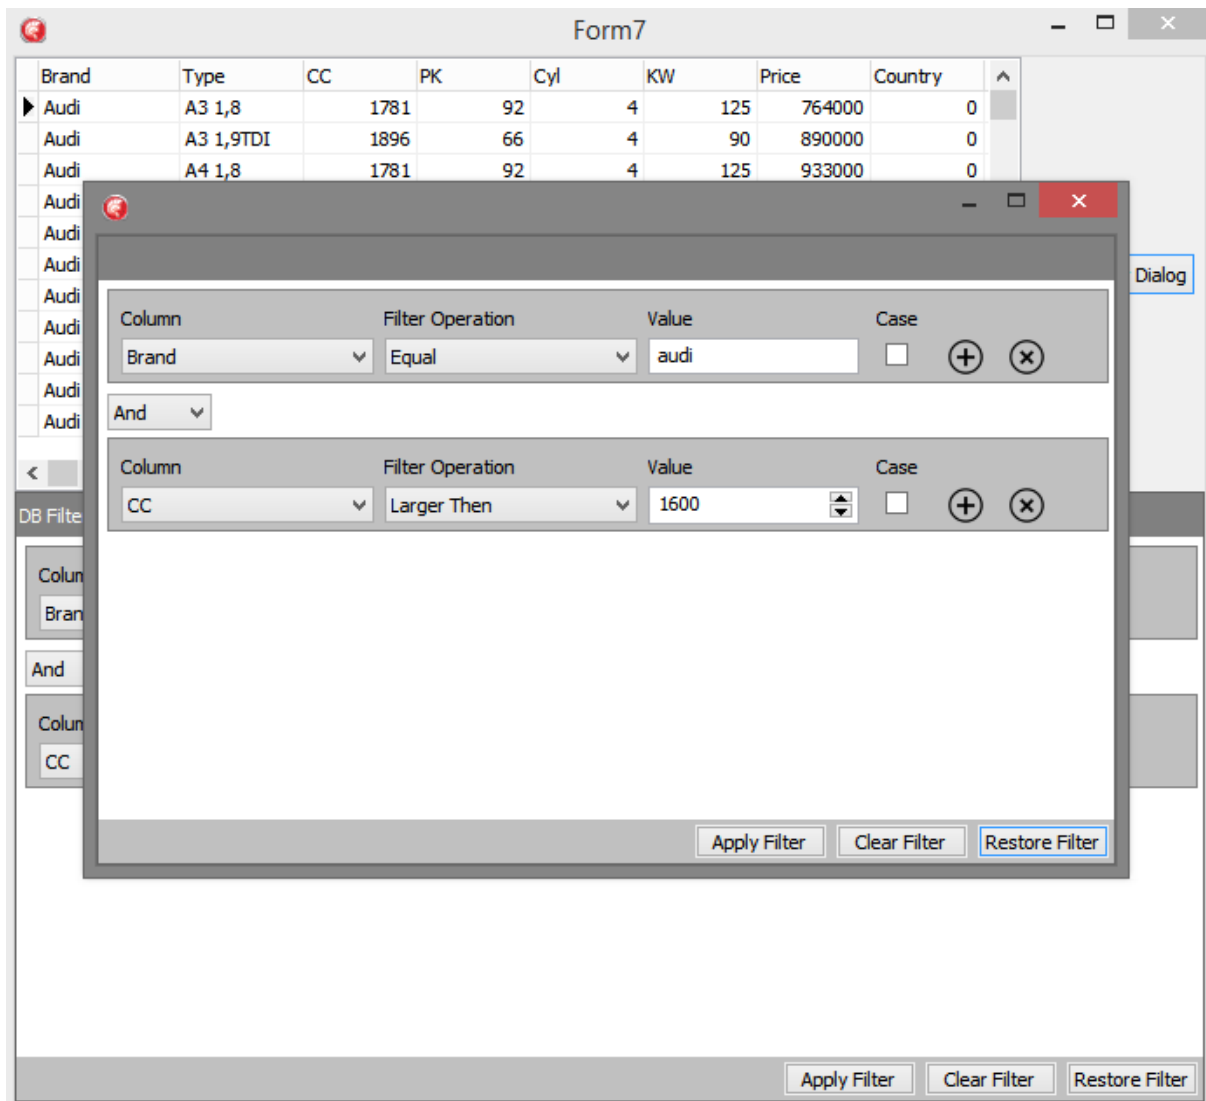 Form7
Brand Type CC PK Cyl KW Price Country
Audi A3 1,8 1781 92 4 125 764000 0
Audi A3 1,9TDI 1896 66 4 90 890000 0
Audi A4 1,8 1781 92 4 125 933000 0
Audi
Audi
Audi
Audi
Audi
Audi
Audi
Audi
Dialog
Column Filter Operation Value Case
Brand Equal audi
And
Column Filter Operation Value Case
CC Larger Then 1600
Apply Filter Clear Filter Restore Filter
DB Filte
Colum
Bran
And
Colum
CC
Apply Filter Clear Filter Restore Filter